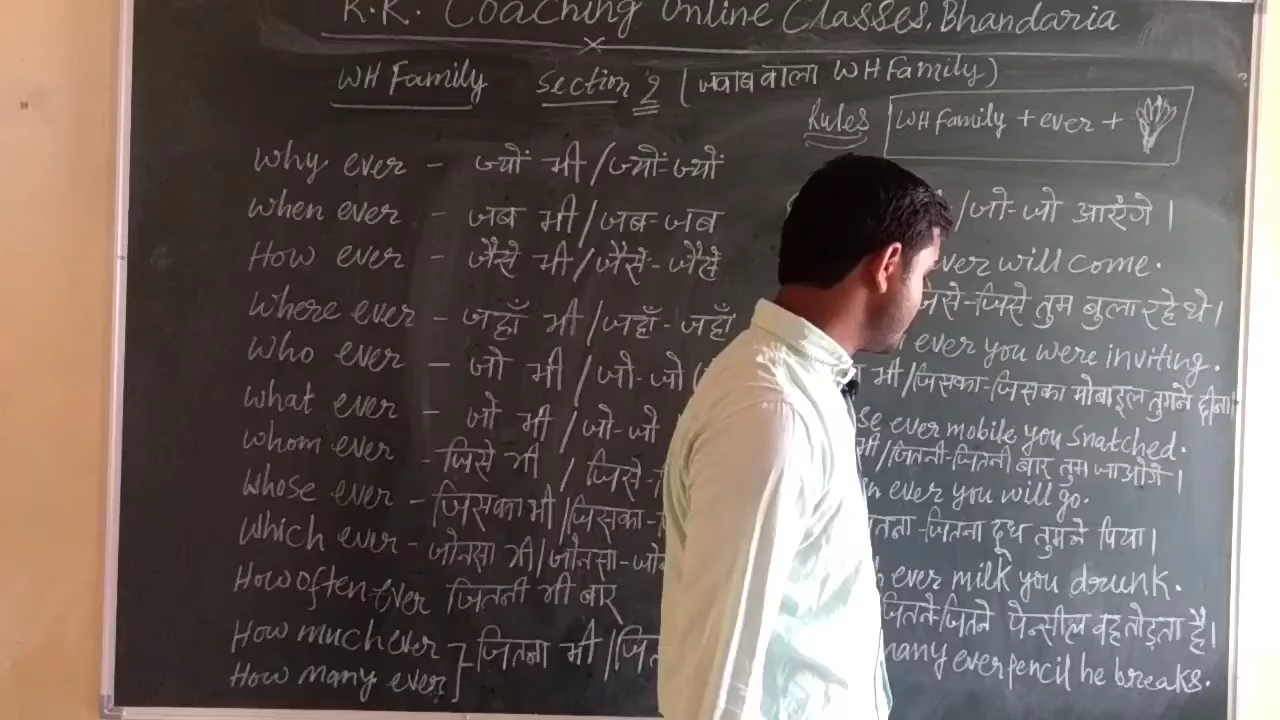 K.K. Coaching Online Classes, Bhandaria
WH Family Section 2 (जवाब वाला WH Family)
Rules WH family + ever +
Why ever - ज्यों भी / ज्यों-ज्यों
When ever - जब भी / जब-जब
How ever - जैसे भी / जैसे-जैसे
Where ever - जहाँ भी / जहाँ-जहाँ
Who ever - जो भी / जो-जो (
What ever - जो भी / जो-जो
Whom ever - जिसे भी / जिसे-
Whose ever - जिसका भी / जिसका-
Which ever - जोनसा भी / जोनसा-
How often ever जितनी भी बार
How much ever ] - जितना भी /
How many ever ]
/ जो-जो आएंगे।
ever will come.
जिसे-जिसे तुम बुला रहे थे।
ever you were inviting.
भी / जिसका-जिसका मोबाइल तुमने छीना
se ever mobile you snatched.
भी / जितनी-जितनी बार तुम जाओगे।
n ever you will go.
जितना दूध तुमने पिया।
ever milk you drunk.
जितने-जितने पेन्सील वह तोड़ता है।
many ever pencil he breaks.